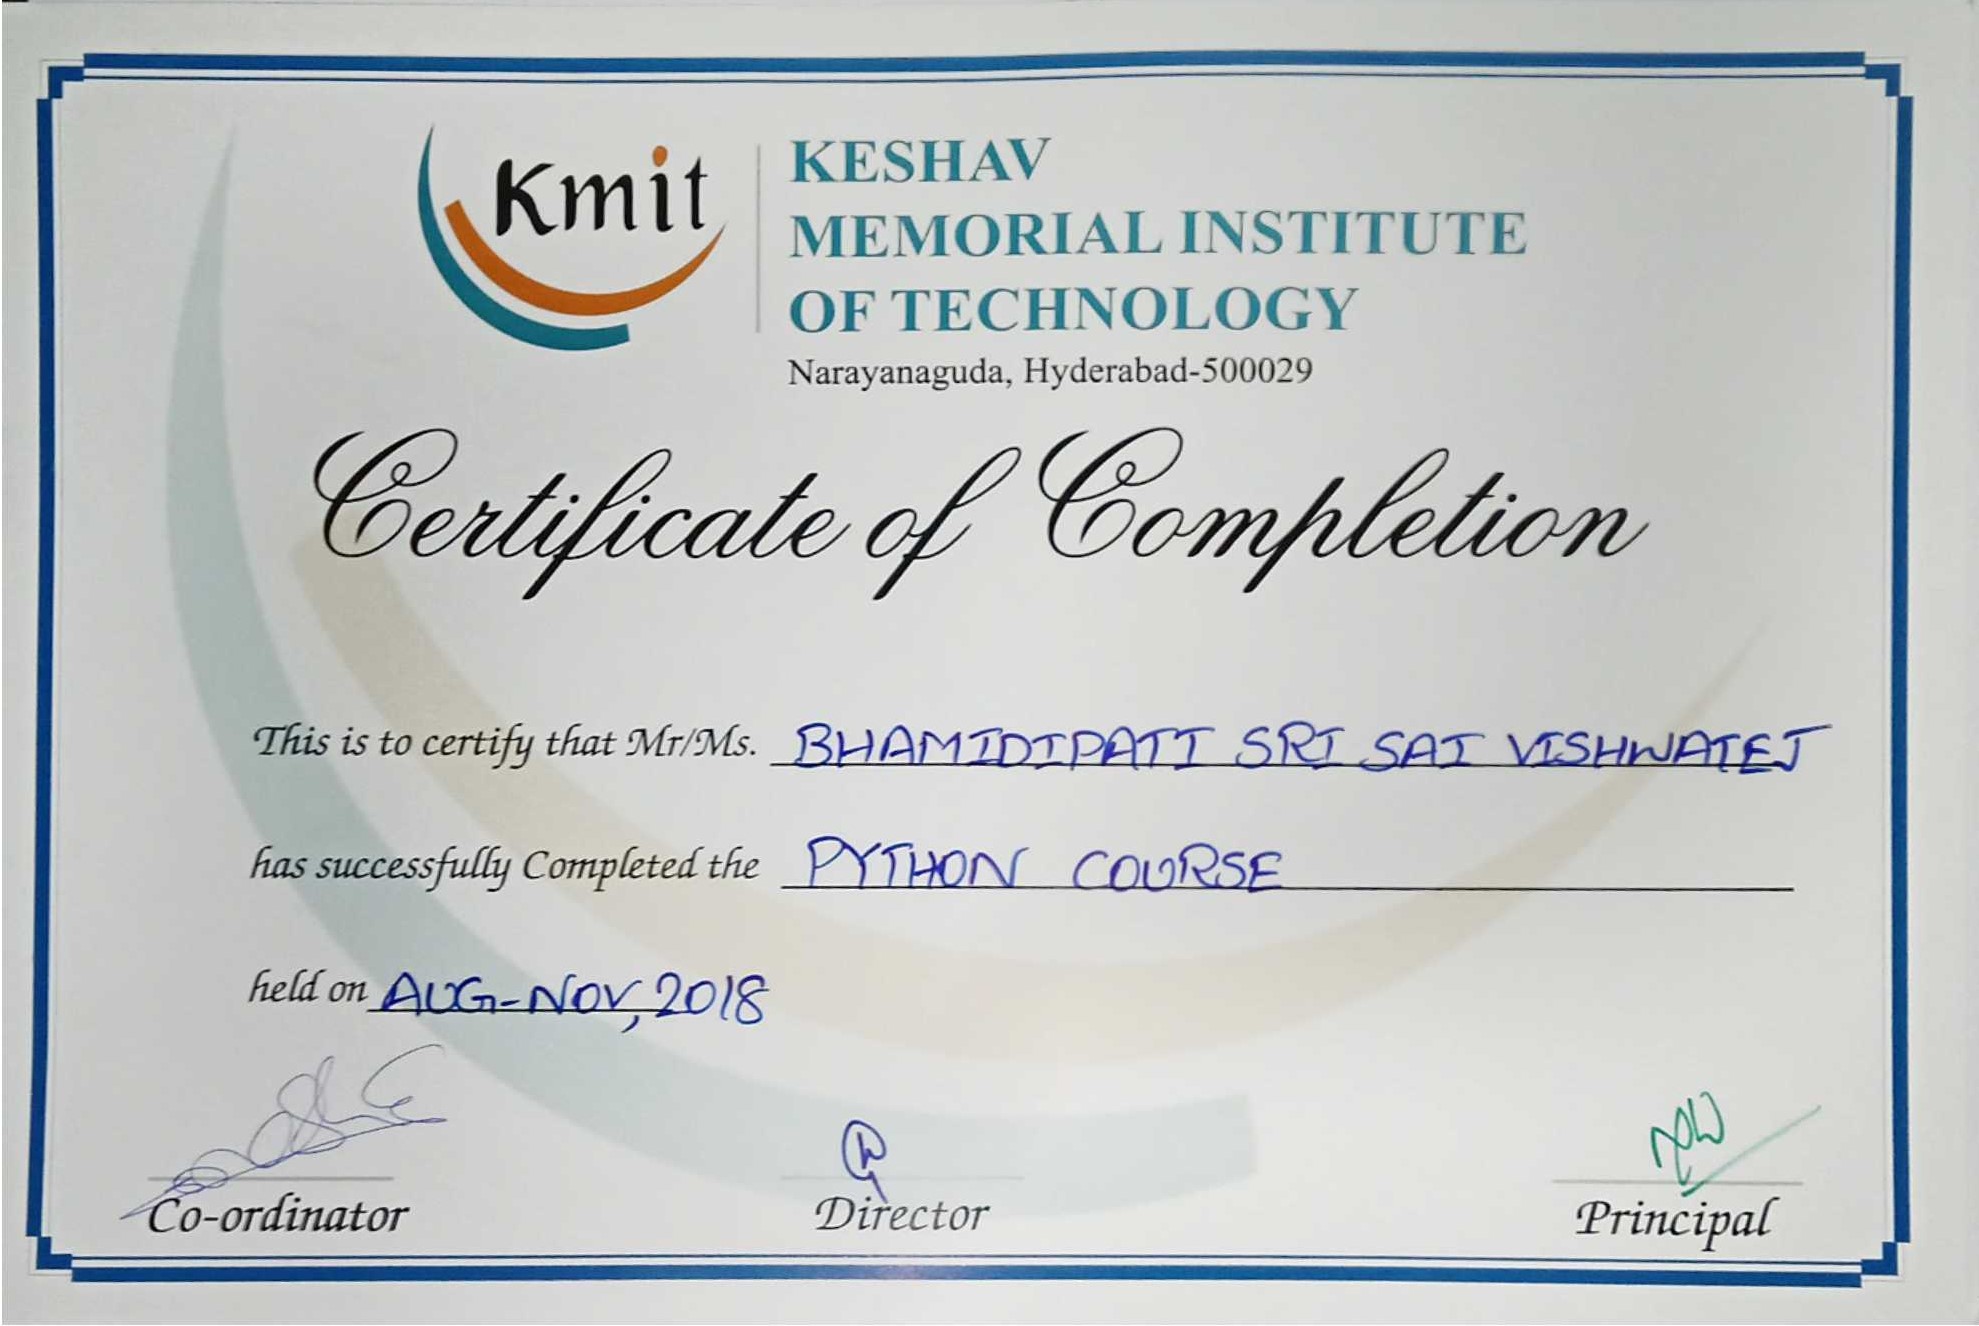 Kmit
KESHAV
MEMORIAL INSTITUTE
OF TECHNOLOGY
Narayanaguda, Hyderabad-500029
Certificate of Completion
This is to certify that Mr/Ms. BHAMIDIPATI SRI SAI VISHWATEJ
has successfully Completed the PYTHON COURSE
held on AUG-NOV, 2018
Co-ordinator
Director
Principal